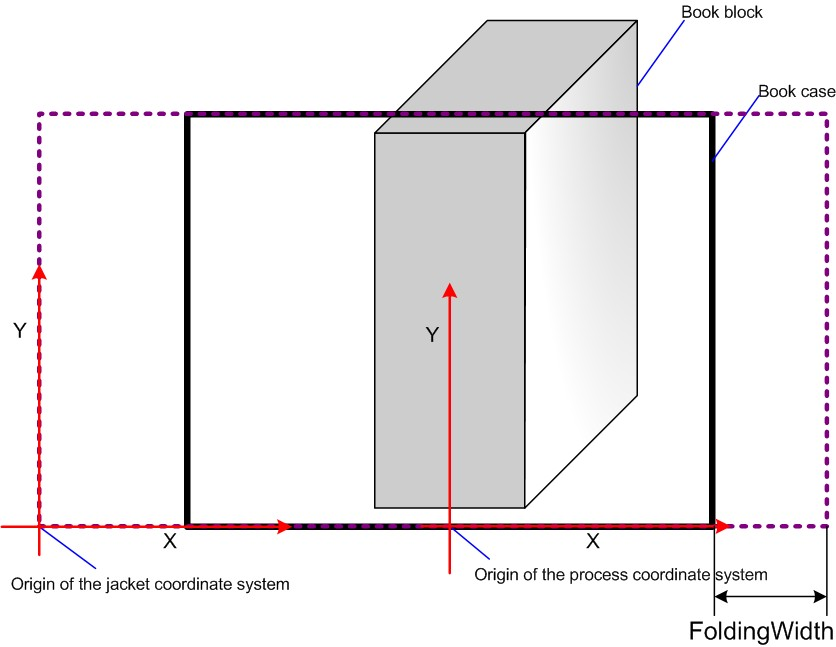 Book block
Book case
Y
Y
X
X
Origin of the jacket coordinate system
Origin of the process coordinate system
FoldingWidth